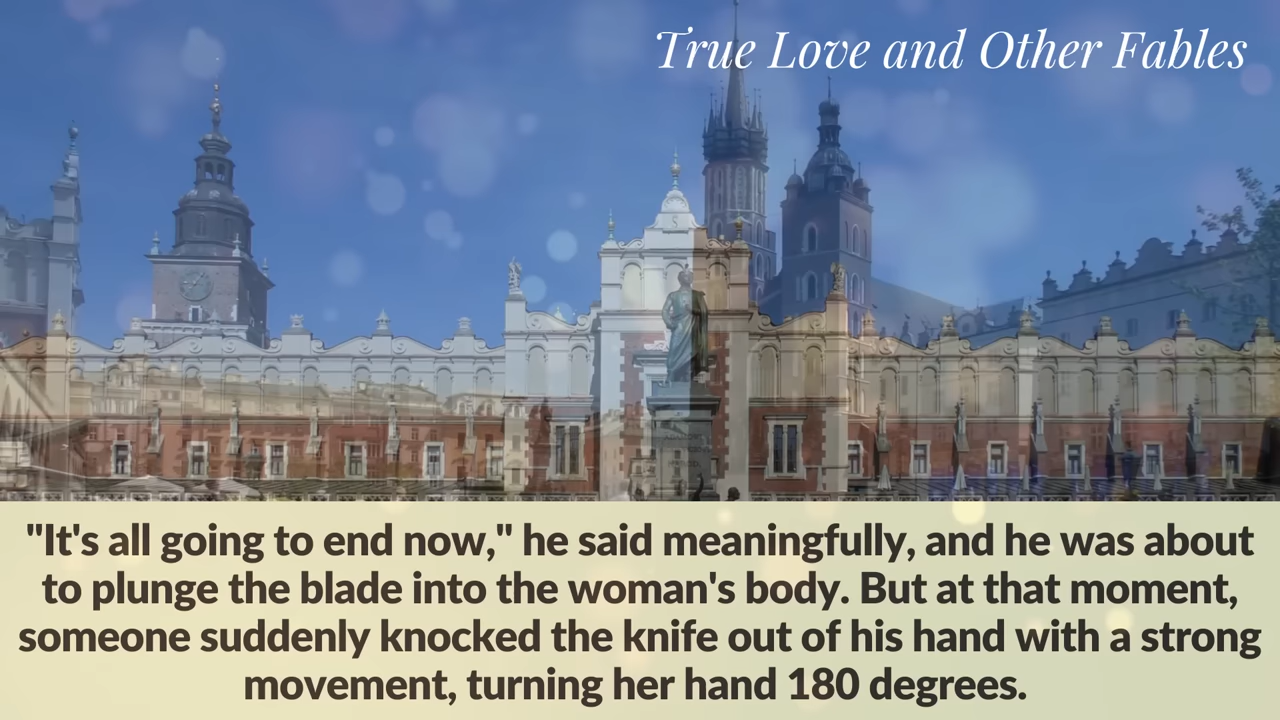 True Love and Other Fables
"It's all going to end now," he said meaningfully, and he was about
to plunge the blade into the woman's body. But at that moment,
someone suddenly knocked the knife out of his hand with a strong
movement, turning her hand 180 degrees.